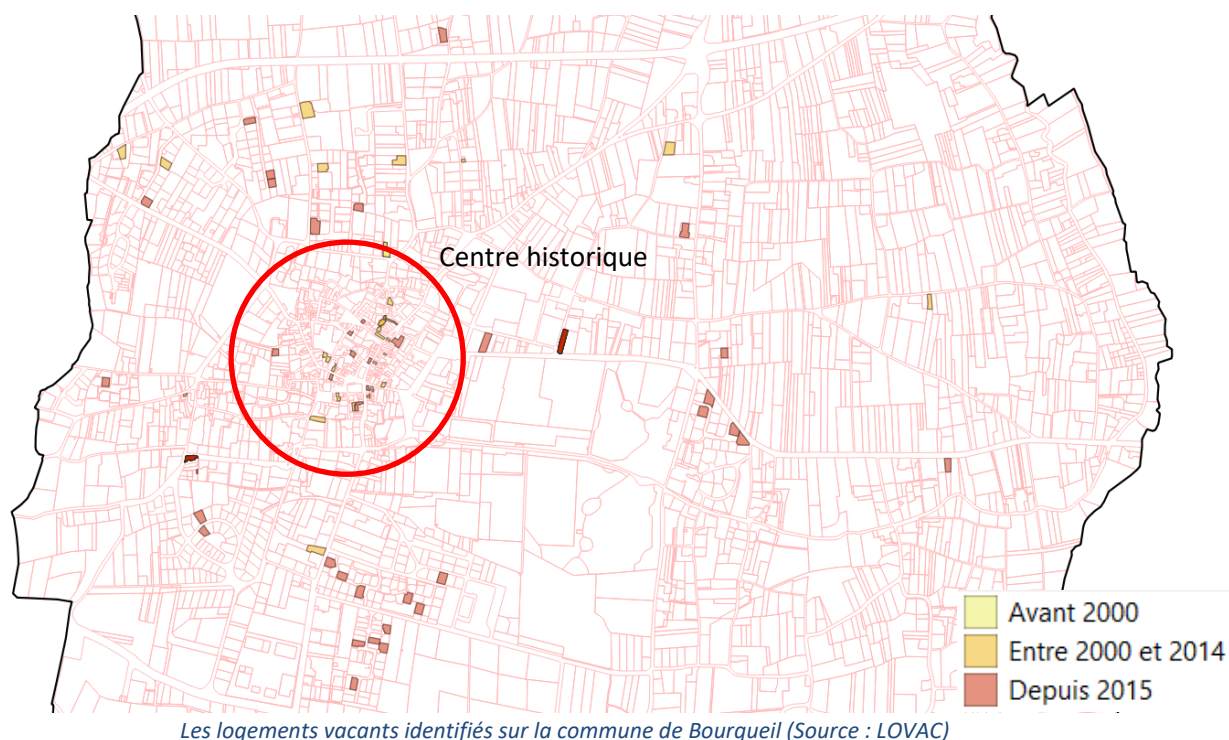 Centre historique
Avant 2000
Entre 2000 et 2014
Depuis 2015
Les logements vacants identifiés sur la commune de Bourgueil (Source : LOVAC)